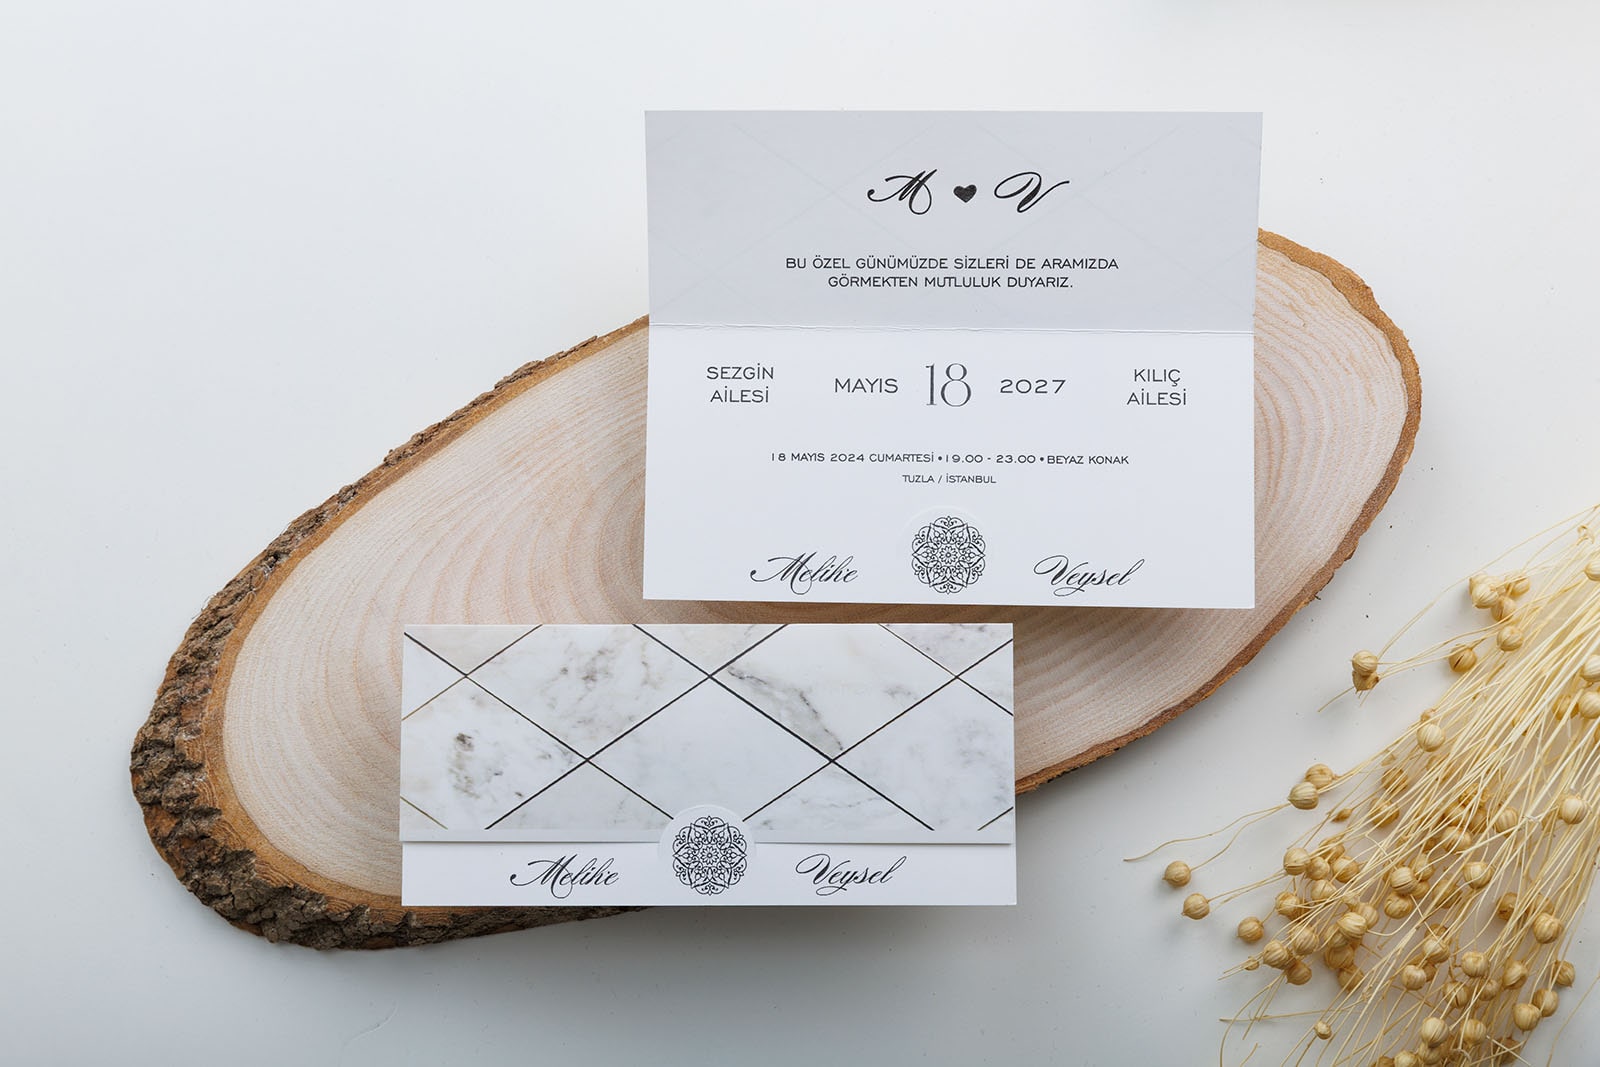 M ♥ V
BU ÖZEL GÜNÜMÜZDE SİZLERİ DE ARAMIZDA
GÖRMEKTEN MUTLULUK DUYARIZ.
SEZGİN
AİLESİ
MAYIS 18 2027
KILIÇ
AİLESİ
18 MAYIS 2024 CUMARTESİ • 19.00 - 23.00 • BEYAZ KONAK
TUZLA / İSTANBUL
Melike Veysel
Melike Veysel